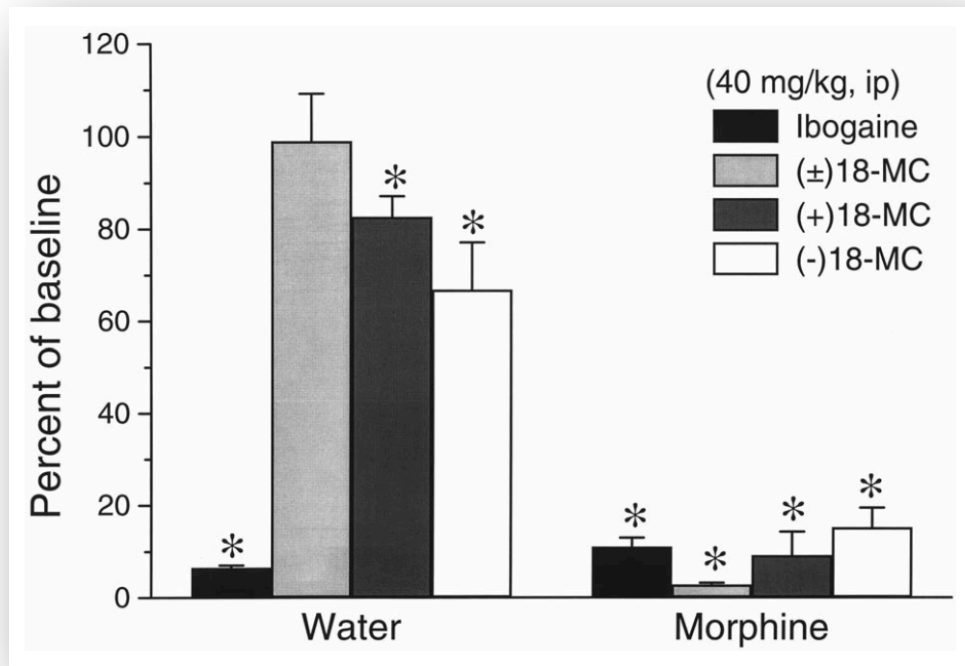 120
100
80
60
40
20
0
Percent of baseline
(40 mg/kg, ip)
Ibogaine
(±)18-MC
(+)18-MC
(-)18-MC
*
*
*
*
*
*
*
Water
Morphine